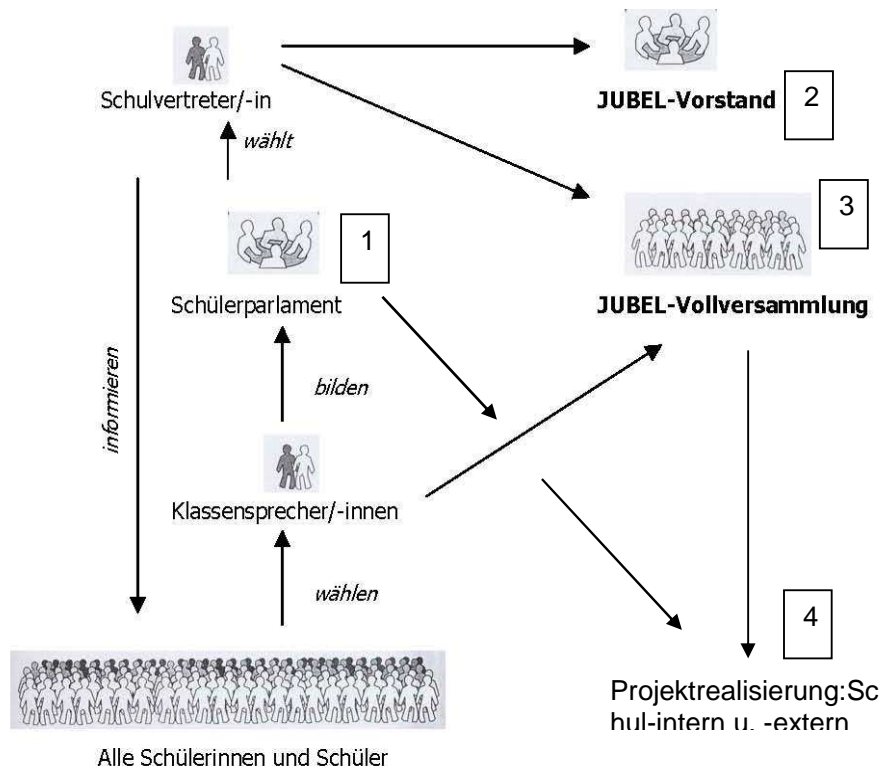 Schulvertreter/-in
JUBEL-Vorstand
2
wählt
3
1
Schülerparlament
JUBEL-Vollversammlung
informieren
bilden
Klassensprecher/-innen
wählen
4
Projektrealisierung:Sc
hul-intern u. -extern
Alle Schülerinnen und Schüler